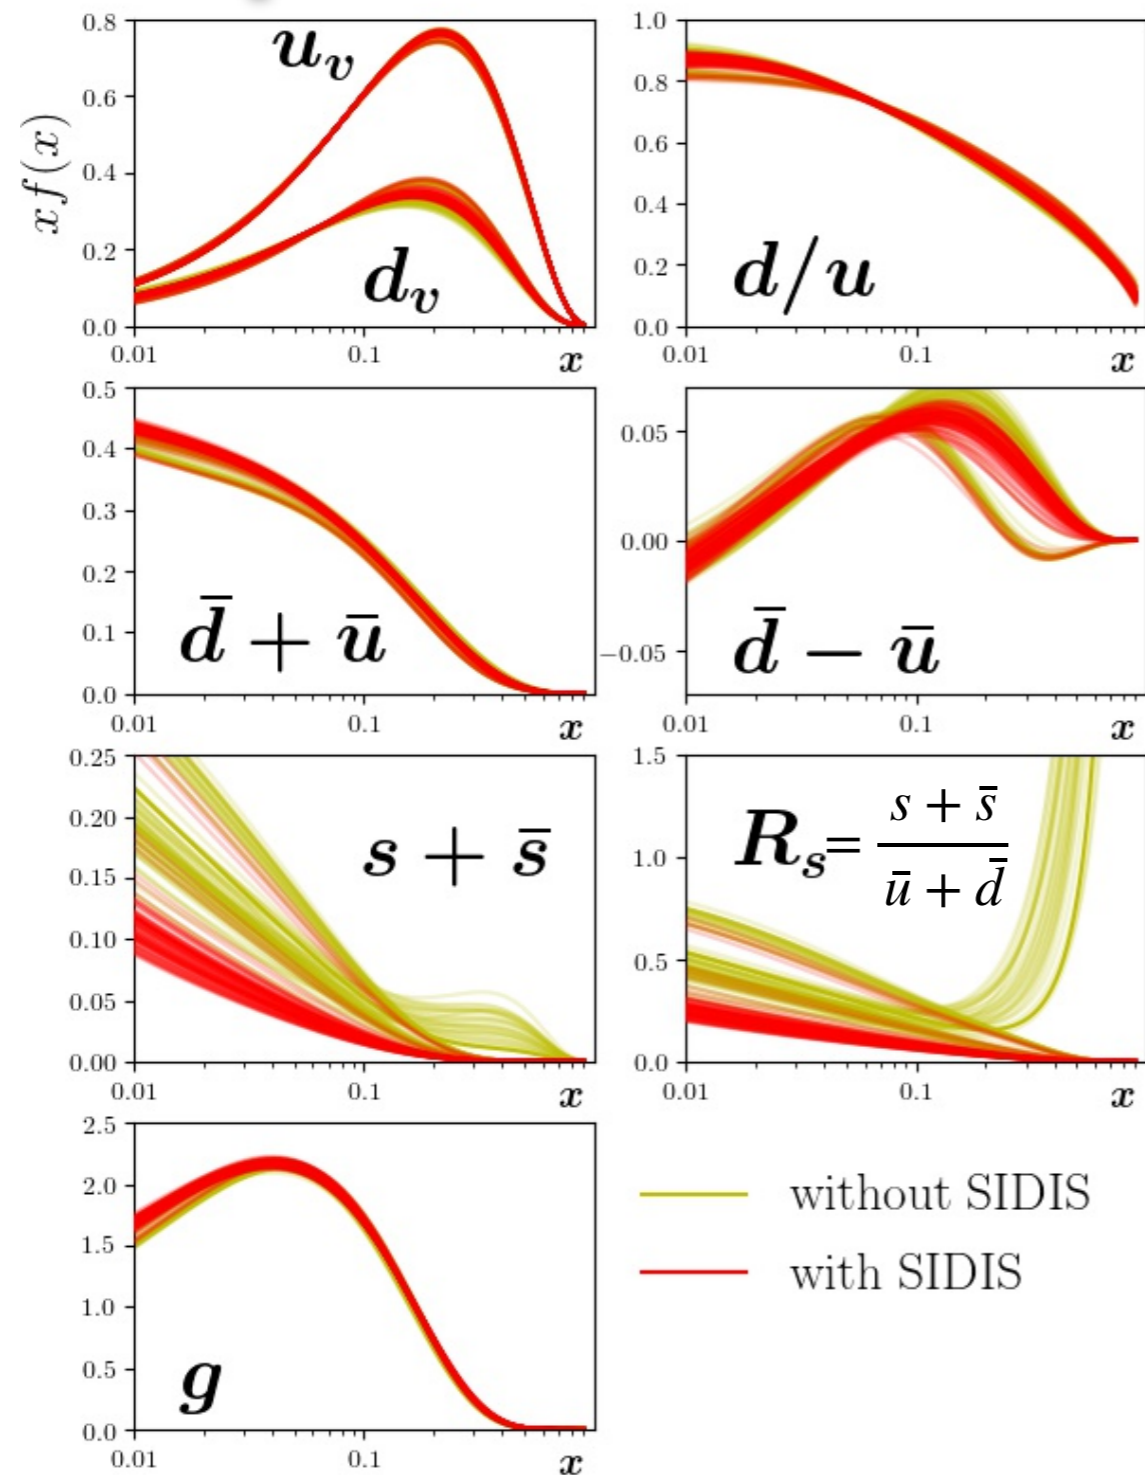 0.8
0.6
0.4
0.2
0.0
xf(x)
u_v
d_v
0.01 0.1 x
1.0
0.8
0.6
0.4
0.2
0.0
d/u
0.01 0.1 x
0.5
0.4
0.3
0.2
0.1
0.0
d̄ + ū
0.01 0.1 x
0.05
0.00
−0.05
d̄ − ū
0.01 0.1 x
0.25
0.20
0.15
0.10
0.05
0.00
s + s̄
0.01 0.1 x
1.5
1.0
0.5
0.0
R_s = (s + s̄)/(ū + d̄)
0.01 0.1 x
2.5
2.0
1.5
1.0
0.5
0.0
g
0.01 0.1 x
without SIDIS
with SIDIS